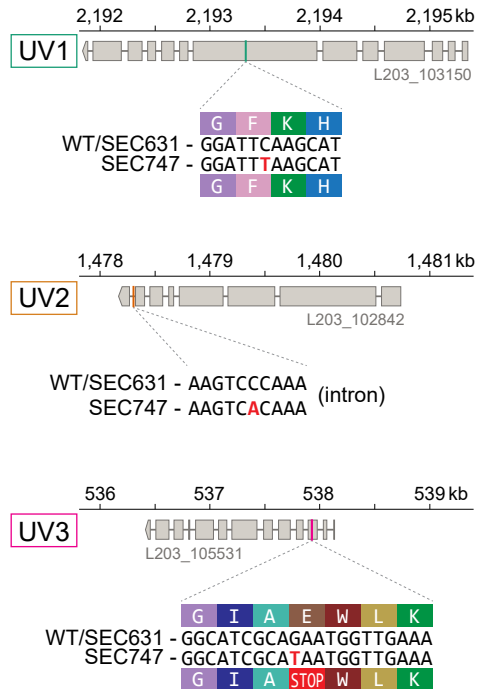 2,192 2,193 2,194 2,195 kb
UV1
L203_103150
G F K H
WT/SEC631 - GGATTCAAGCAT
SEC747 - GGATTTAAGCAT
G F K H
1,478 1,479 1,480 1,481 kb
UV2
L203_102842
WT/SEC631 - AAGTCCCAAA
(intron)
SEC747 - AAGTCACAAA
536 537 538 539 kb
UV3
L203_105531
G I A E W L K
WT/SEC631 - GGCATCGCAGAATGGTTGAAA
SEC747 - GGCATCGCATAATGGTTGAAA
G I A STOP W L K